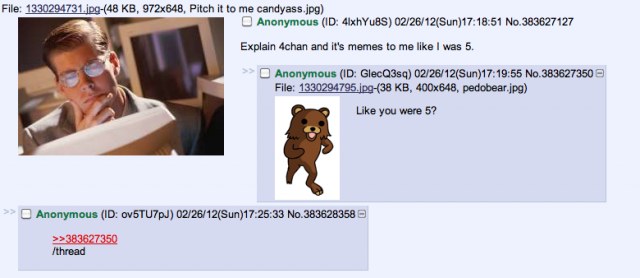 File: 1330294731.jpg-(48 KB, 972x648, Pitch it to me candyass.jpg)
Anonymous (ID: 4lxhYu8S) 02/26/12(Sun)17:18:51 No.383627127
Explain 4chan and it's memes to me like I was 5.
>> Anonymous (ID: GlecQ3sq) 02/26/12(Sun)17:19:55 No.383627350
File: 1330294795.jpg-(38 KB, 400x648, pedobear.jpg)
Like you were 5?
>> Anonymous (ID: ov5TU7pJ) 02/26/12(Sun)17:25:33 No.383628358
>>383627350
/thread